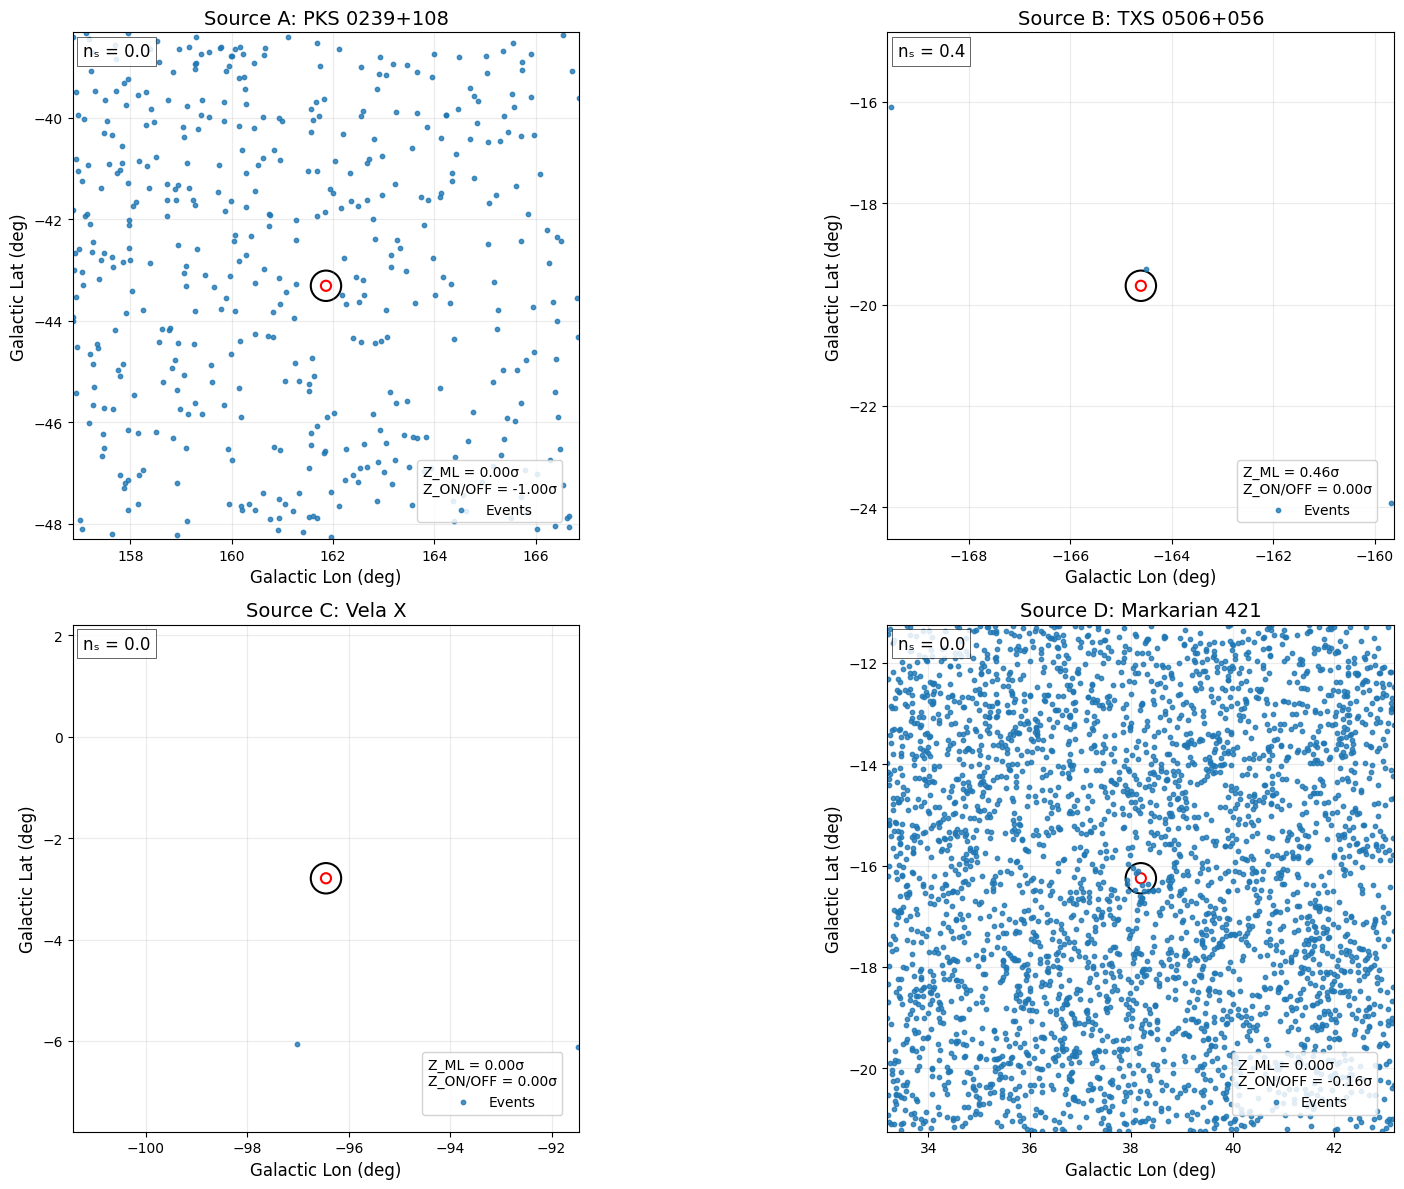 Source A: PKS 0239+108
nₛ = 0.0
−40
−42
−44
−46
−48
Galactic Lat (deg)
Z_ML = 0.00σ
Z_ON/OFF = -1.00σ
Events
158
160
162
164
166
Galactic Lon (deg)
Source B: TXS 0506+056
nₛ = 0.4
−16
−18
−20
−22
−24
Galactic Lat (deg)
Z_ML = 0.46σ
Z_ON/OFF = 0.00σ
Events
−168
−166
−164
−162
−160
Galactic Lon (deg)
Source C: Vela X
nₛ = 0.0
2
0
−2
−4
−6
Galactic Lat (deg)
Z_ML = 0.00σ
Z_ON/OFF = 0.00σ
Events
−100
−98
−96
−94
−92
Galactic Lon (deg)
Source D: Markarian 421
nₛ = 0.0
−12
−14
−16
−18
−20
Galactic Lat (deg)
Z_ML = 0.00σ
Z_ON/OFF = -0.16σ
Events
34
36
38
40
42
Galactic Lon (deg)